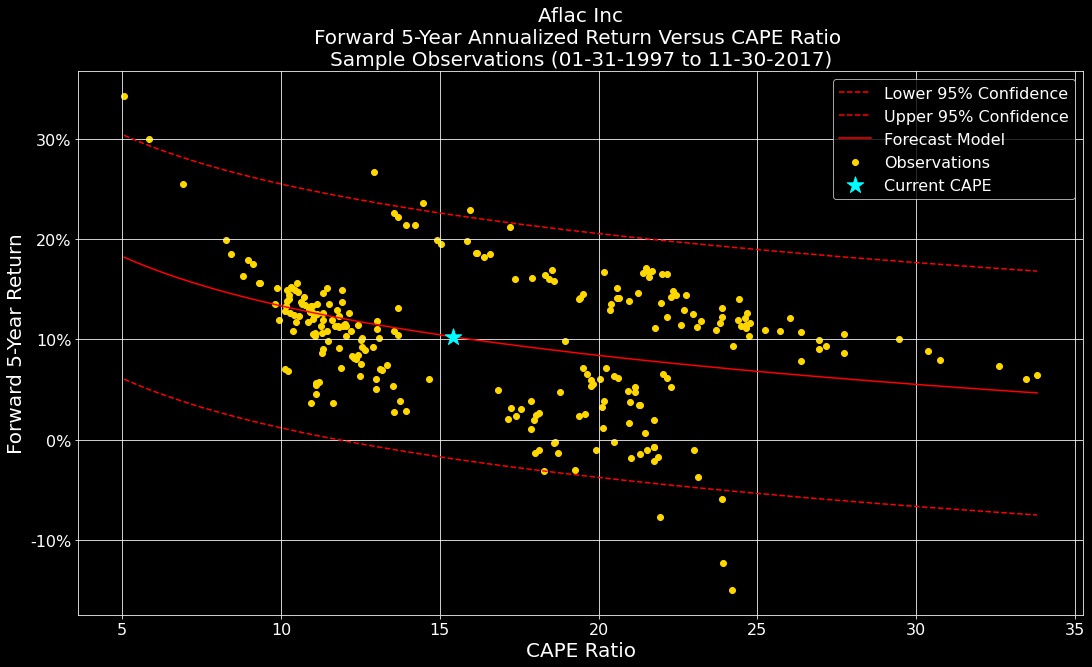 Aflac Inc
Forward 5-Year Annualized Return Versus CAPE Ratio
Sample Observations (01-31-1997 to 11-30-2017)
Lower 95% Confidence
Upper 95% Confidence
Forecast Model
Observations
Current CAPE
Forward 5-Year Return
30%
20%
10%
0%
-10%
5 10 15 20 25 30 35
CAPE Ratio